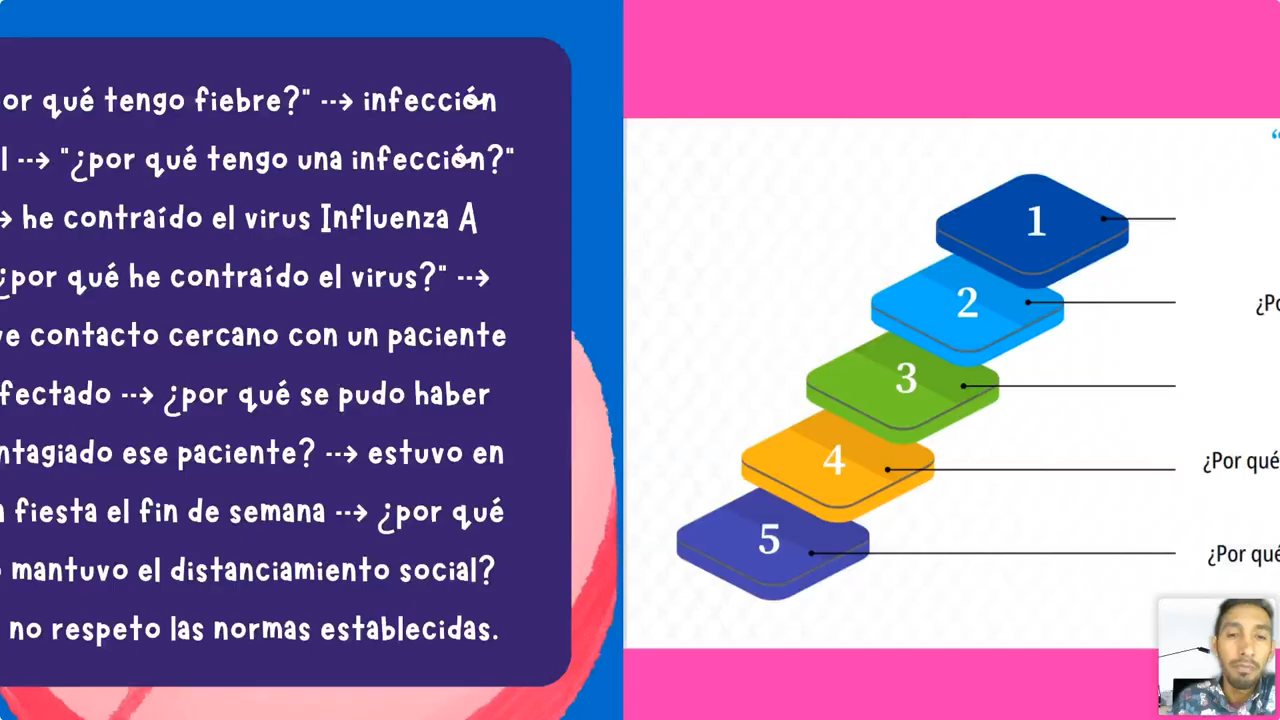 or qué tengo fiebre?" --→ infección
l --→ "¿por qué tengo una infección?"
→ he contraído el virus Influenza A
¿por qué he contraído el virus?" --→
ve contacto cercano con un paciente
fectado --→ ¿por qué se pudo haber
ntagiado ese paciente? --→ estuvo en
fiesta el fin de semana --→ ¿por qué
mantuvo el distanciamiento social?
no respeto las normas establecidas.
“
1
2
¿Po
3
4
¿Por qué
5
¿Por qué